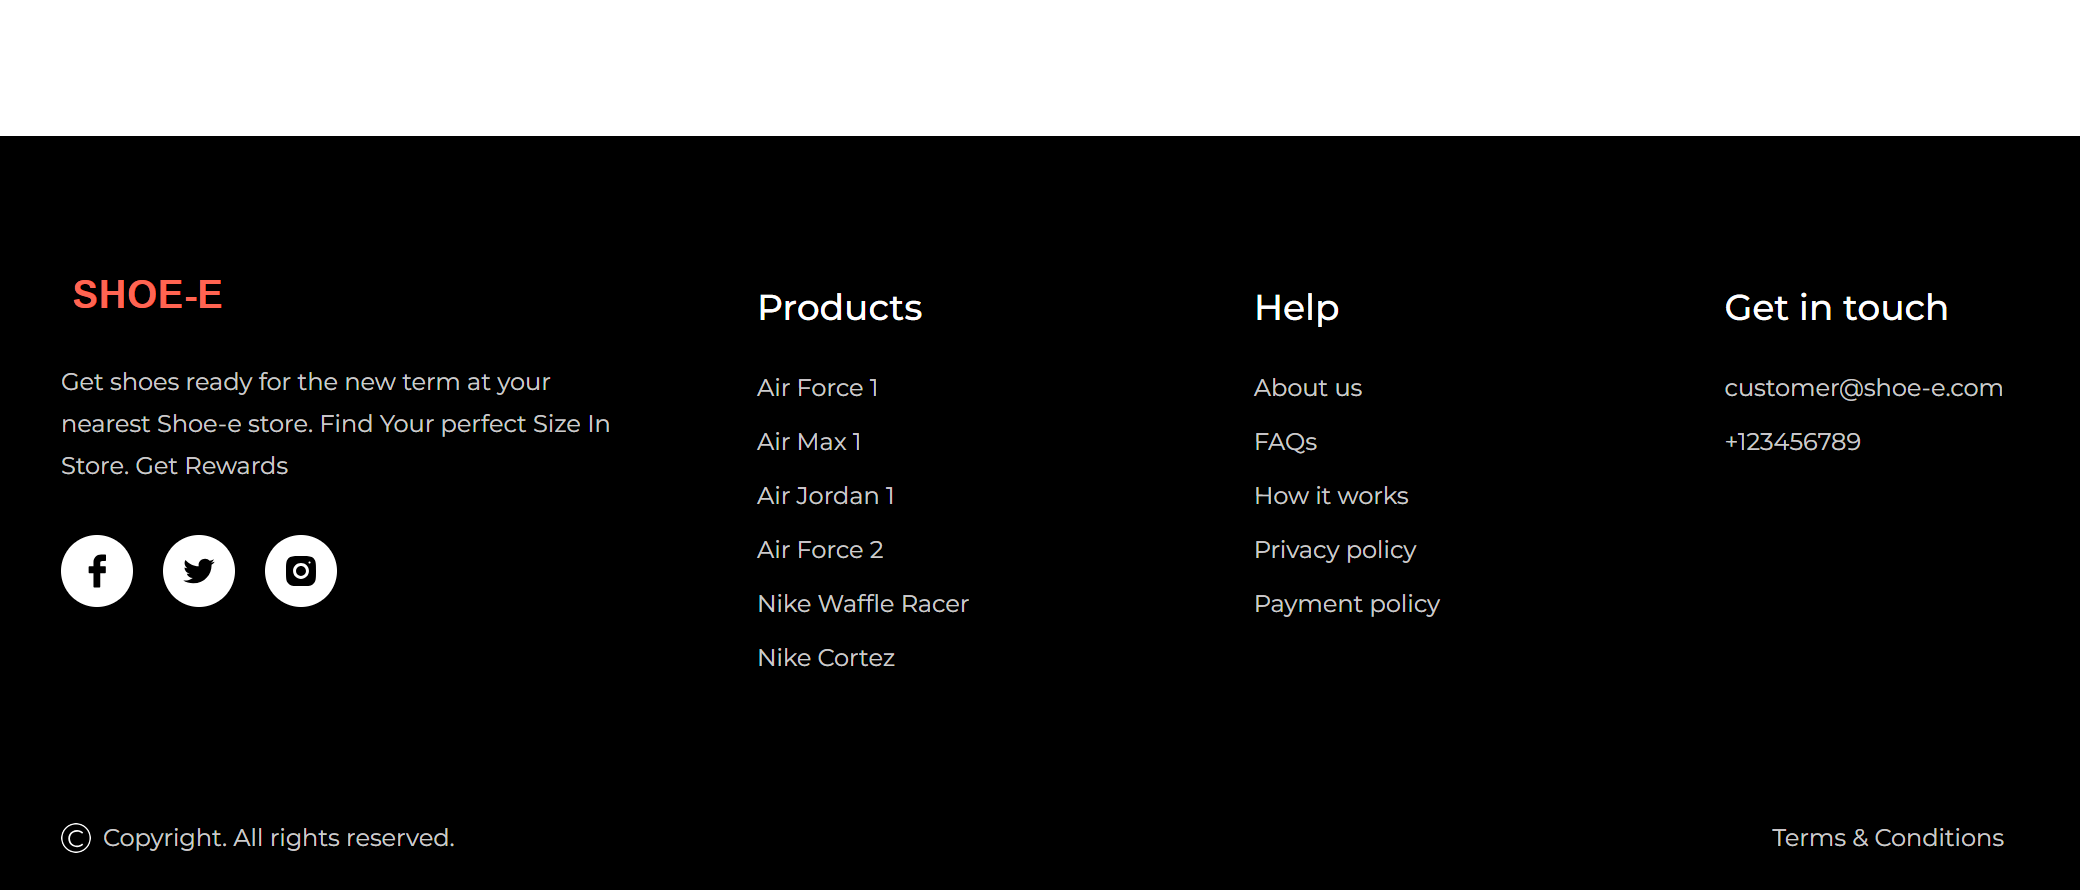 SHOE-E
Get shoes ready for the new term at your
nearest Shoe-e store. Find Your perfect Size In
Store. Get Rewards
Products
Air Force 1
Air Max 1
Air Jordan 1
Air Force 2
Nike Waffle Racer
Nike Cortez
Help
About us
FAQs
How it works
Privacy policy
Payment policy
Get in touch
customer@shoe-e.com
+123456789
© Copyright. All rights reserved.
Terms & Conditions